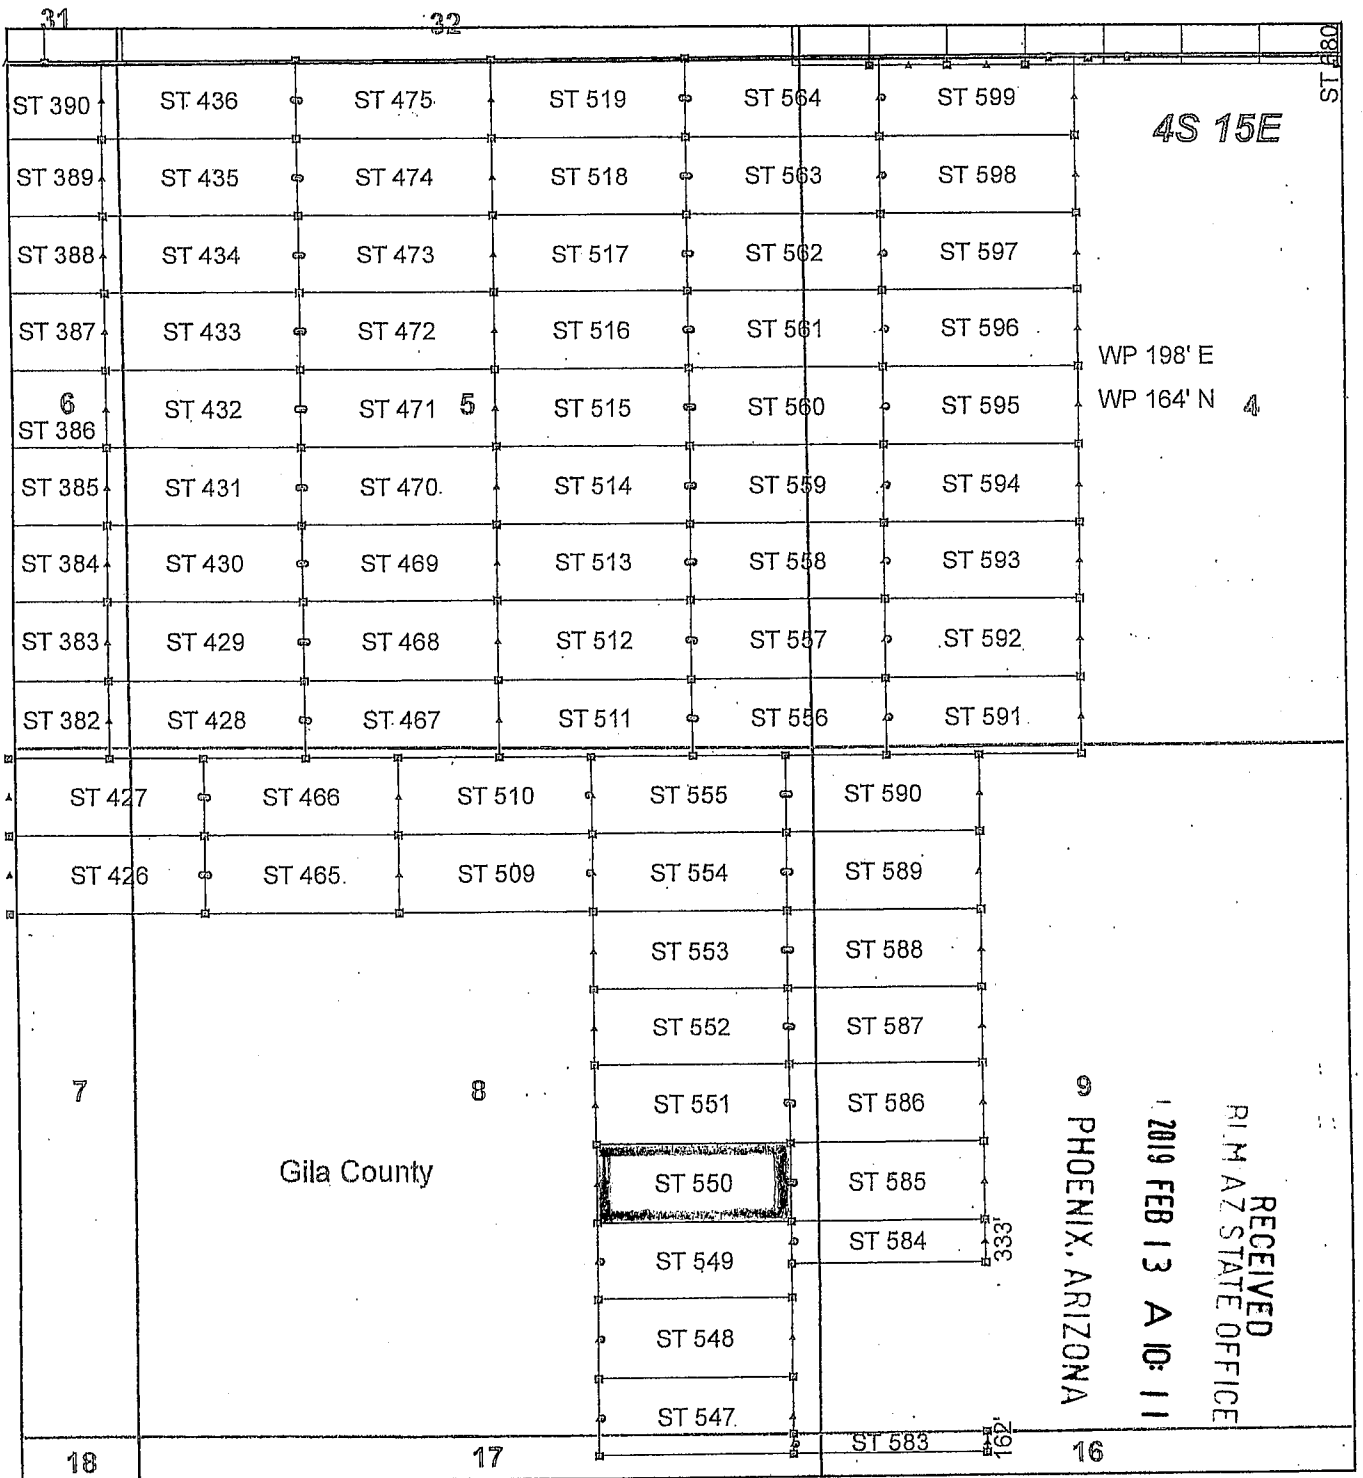 31 32
ST 390 ST 436 ST 475 ST 519 ST 564 ST 599
4S 15E
ST 389 ST 435 ST 474 ST 518 ST 563 ST 598
ST 388 ST 434 ST 473 ST 517 ST 562 ST 597
ST 387 ST 433 ST 472 ST 516 ST 561 ST 596
WP 198' E
6 ST 432 ST 471 5 ST 515 ST 560 ST 595 WP 164' N 4
ST 386
ST 385 ST 431 ST 470 ST 514 ST 559 ST 594
ST 384 ST 430 ST 469 ST 513 ST 558 ST 593
ST 383 ST 429 ST 468 ST 512 ST 557 ST 592
ST 382 ST 428 ST 467 ST 511 ST 556 ST 591
ST 427 ST 466 ST 510 ST 555 ST 590
ST 426 ST 465 ST 509 ST 554 ST 589
ST 553 ST 588
ST 552 ST 587
7 8 ST 551 ST 586 9
Gila County ST 550 ST 585
ST 584 333'
ST 549
ST 548
ST 547
ST 583 162'
18 17 16
RECEIVED
BLM AZ STATE OFFICE
2019 FEB 13 A 10: 11
PHOENIX, ARIZONA